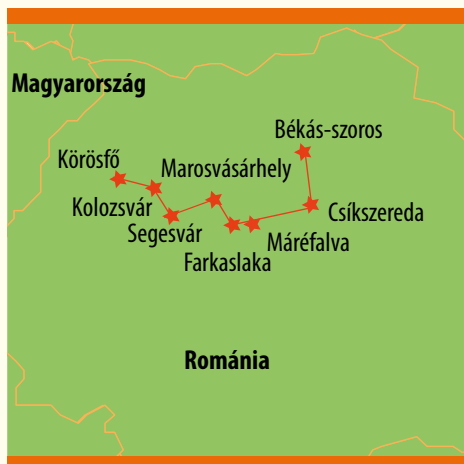 Magyarország
Békás-szoros
Körösfő
Marosvásárhely
Kolozsvár
Csíkszereda
Segesvár
Máréfalva
Farkaslaka
Románia